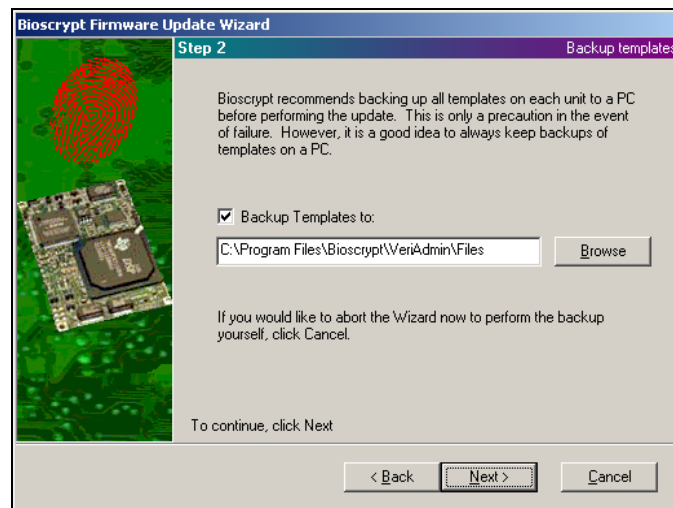 Bioscrypt Firmware Update Wizard
Step 2 Backup templates
Bioscrypt recommends backing up all templates on each unit to a PC
before performing the update. This is only a precaution in the event
of failure. However, it is a good idea to always keep backups of
templates on a PC.
Backup Templates to:
C:\Program Files\Bioscrypt\VeriAdmin\Files Browse
If you would like to abort the Wizard now to perform the backup
yourself, click Cancel.
To continue, click Next
< Back Next > Cancel